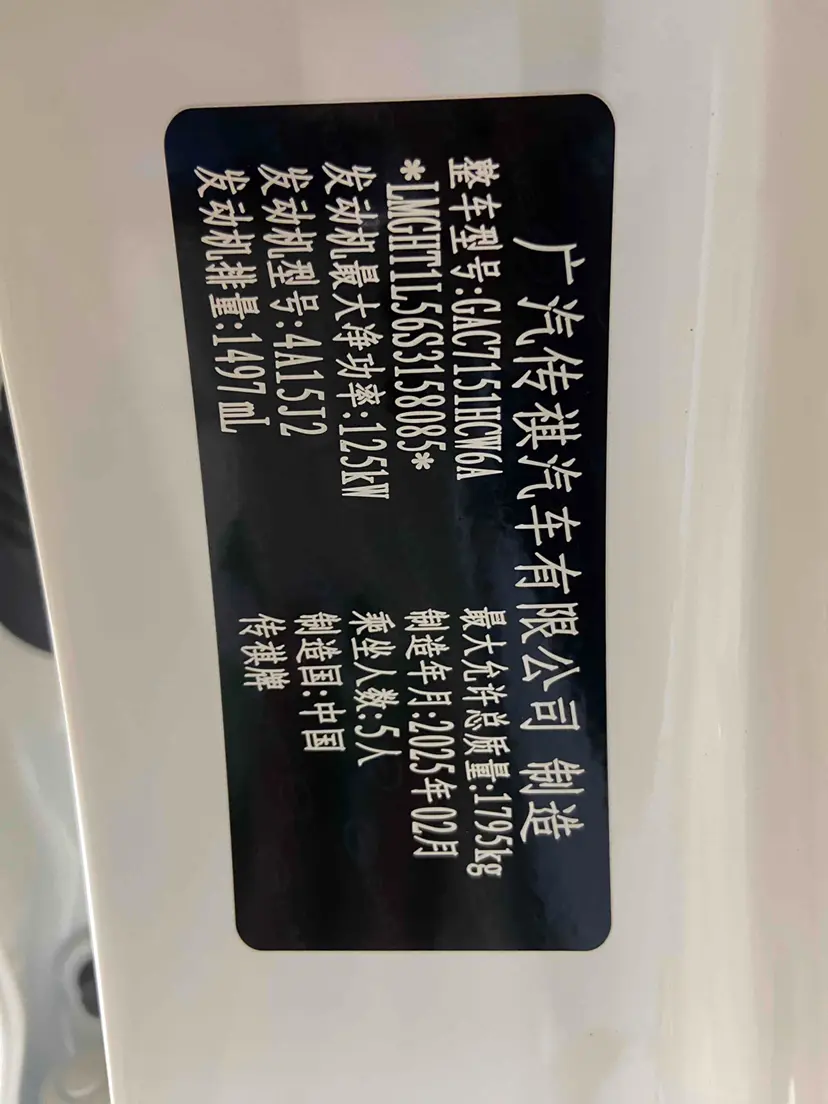 广汽传祺汽车有限公司 制造
整车型号:GAC7151HCW6A
最大允许总质量:1795kg
*LMGHT1L56S3158085*
制造年月:2025年02月
发动机最大净功率:125kW
乘坐人数:5人
发动机型号:4A15J2
制造国:中国
发动机排量:1497mL
传祺牌